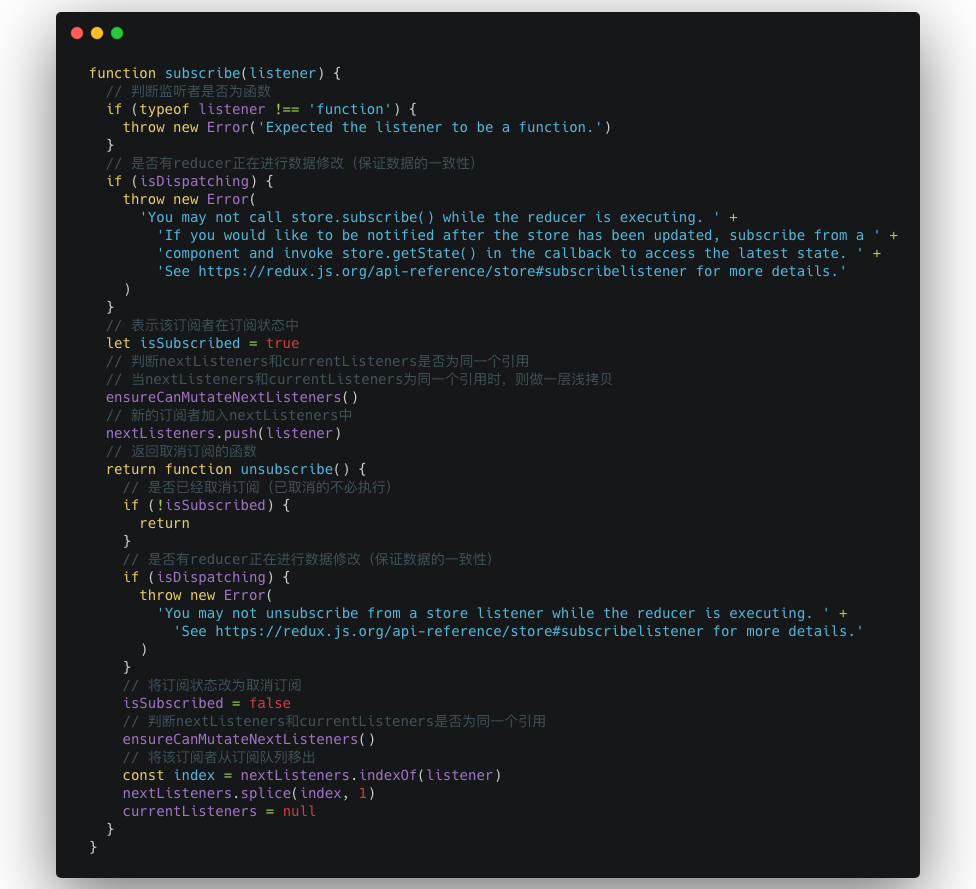 function subscribe(listener) {
  // 判断监听者是否为函数
  if (typeof listener !== 'function') {
    throw new Error('Expected the listener to be a function.')
  }
  // 是否有reducer正在进行数据修改（保证数据的一致性）
  if (isDispatching) {
    throw new Error(
      'You may not call store.subscribe() while the reducer is executing. ' +
        'If you would like to be notified after the store has been updated, subscribe from a ' +
        'component and invoke store.getState() in the callback to access the latest state. ' +
        'See https://redux.js.org/api-reference/store#subscribelistener for more details.'
    )
  }
  // 表示该订阅者在订阅状态中
  let isSubscribed = true
  // 判断nextListeners和currentListeners是否为同一个引用
  // 当nextListeners和currentListeners为同一个引用时，则做一层浅拷贝
  ensureCanMutateNextListeners()
  // 新的订阅者加入nextListeners中
  nextListeners.push(listener)
  // 返回取消订阅的函数
  return function unsubscribe() {
    // 是否已经取消订阅（已取消的不必执行）
    if (!isSubscribed) {
      return
    }
    // 是否有reducer正在进行数据修改（保证数据的一致性）
    if (isDispatching) {
      throw new Error(
        'You may not unsubscribe from a store listener while the reducer is executing. ' +
          'See https://redux.js.org/api-reference/store#subscribelistener for more details.'
      )
    }
    // 将订阅状态改为取消订阅
    isSubscribed = false
    // 判断nextListeners和currentListeners是否为同一个引用
    ensureCanMutateNextListeners()
    // 将该订阅者从订阅队列移出
    const index = nextListeners.indexOf(listener)
    nextListeners.splice(index, 1)
    currentListeners = null
  }
}